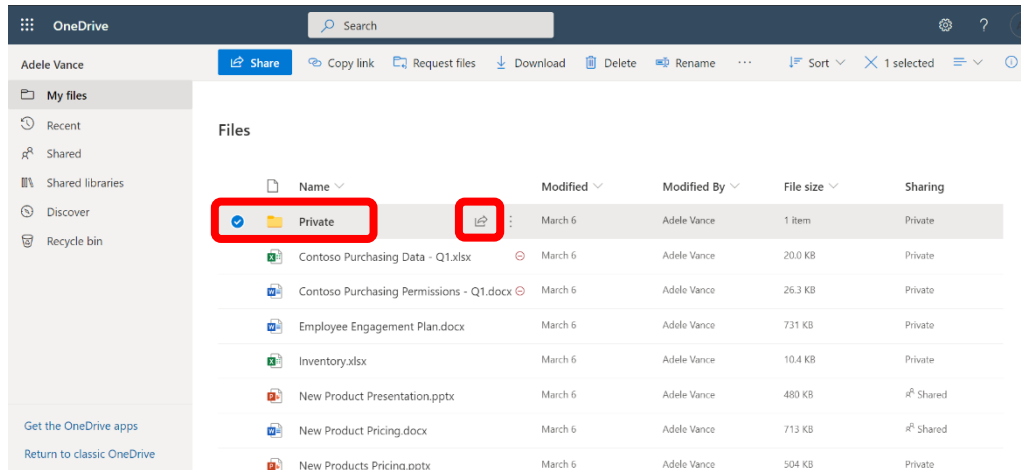 OneDrive Search ?
Adele Vance Share Copy link Request files Download Delete Rename ... Sort 1 selected
My files
Recent
Shared
Shared libraries
Discover
Recycle bin
Files
Name Modified Modified By File size Sharing
Private March 6 Adele Vance 1 item Private
Contoso Purchasing Data - Q1.xlsx March 6 Adele Vance 20.0 KB Private
Contoso Purchasing Permissions - Q1.docx March 6 Adele Vance 26.3 KB Private
Employee Engagement Plan.docx March 6 Adele Vance 731 KB Private
Inventory.xlsx March 6 Adele Vance 10.4 KB Private
New Product Presentation.pptx March 6 Adele Vance 480 KB Shared
New Product Pricing.docx March 6 Adele Vance 713 KB Shared
New Products Pricing.pptx March 6 Adele Vance 504 KB Shared
Get the OneDrive apps
Return to classic OneDrive